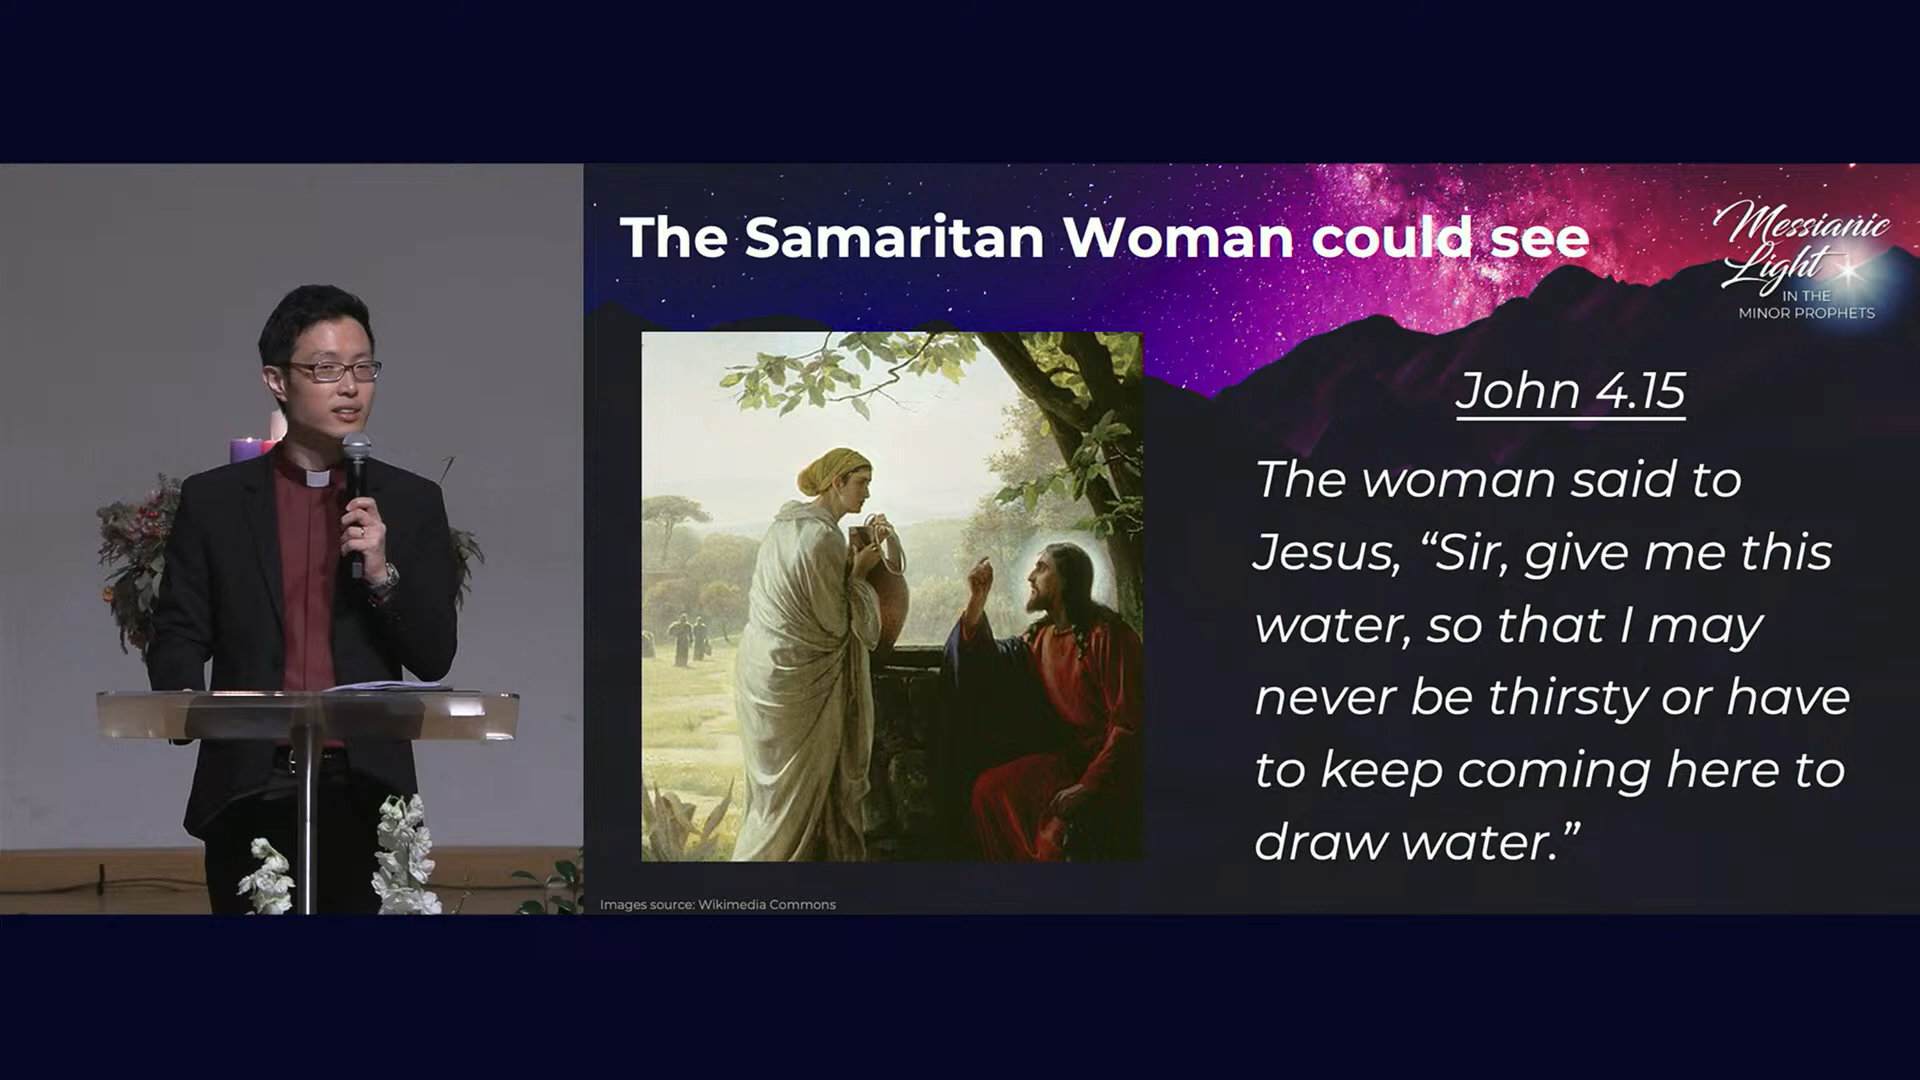 The Samaritan Woman could see
Messianic
Light
IN THE
MINOR PROPHETS
John 4.15
The woman said to
Jesus, “Sir, give me this
water, so that I may
never be thirsty or have
to keep coming here to
draw water.”
Images source: Wikimedia Commons